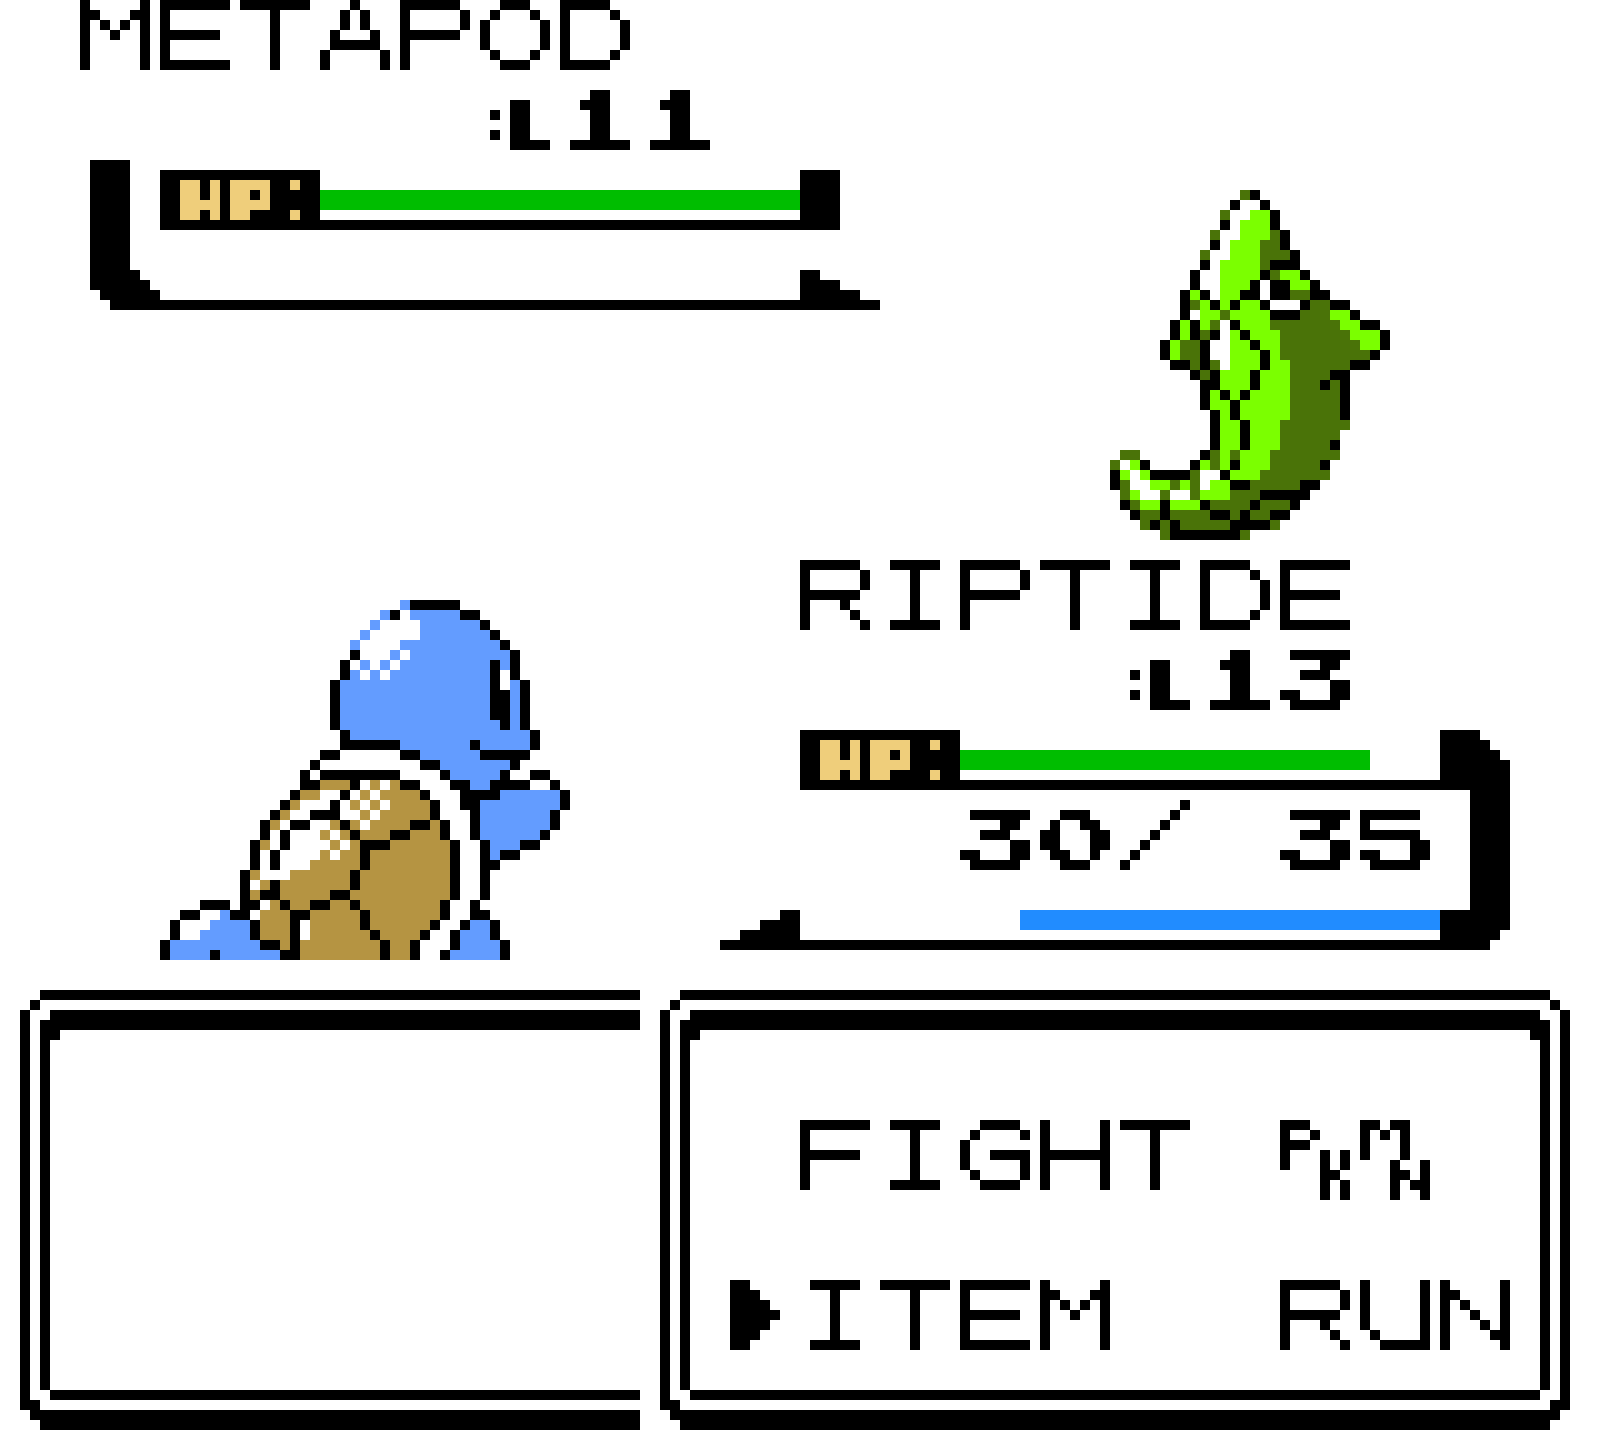 METAPOD
:L11
HP:
RIPTIDE
:L13
HP:
30/ 35
FIGHT PKMN
▶ITEM RUN